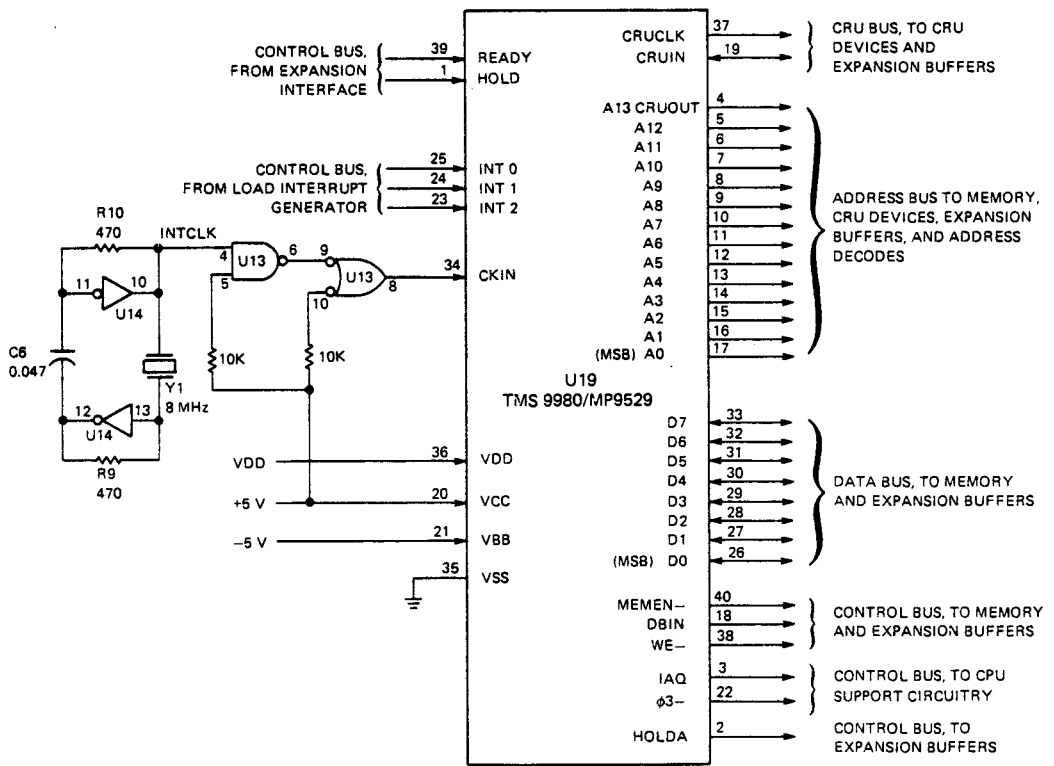 CONTROL BUS,
FROM EXPANSION
INTERFACE
39
READY
1
HOLD
CONTROL BUS,
FROM LOAD INTERRUPT
GENERATOR
25
INT 0
24
INT 1
23
INT 2
R10
470
INTCLK
4
5
U13
6
9
10
U13
8
34
CKIN
11
10
U14
C6
0.047
Y1
8 MHz
12
13
U14
R9
470
10K
10K
VDD
36
VDD
+5 V
20
VCC
−5 V
21
VBB
35
VSS
U19
TMS 9980/MP9529
CRUCLK
37
CRUIN
19
CRU BUS, TO CRU
DEVICES AND
EXPANSION BUFFERS
A13 CRUOUT
4
A12
5
A11
6
A10
7
A9
8
A8
9
A7
10
A6
11
A5
12
A4
13
A3
14
A2
15
A1
16
(MSB) A0
17
ADDRESS BUS TO MEMORY,
CRU DEVICES, EXPANSION
BUFFERS, AND ADDRESS
DECODES
D7
33
D6
32
D5
31
D4
30
D3
29
D2
28
D1
27
(MSB) D0
26
DATA BUS, TO MEMORY
AND EXPANSION BUFFERS
MEMEN−
40
DBIN
18
WE−
38
CONTROL BUS, TO MEMORY
AND EXPANSION BUFFERS
IAQ
3
ϕ3−
22
CONTROL BUS, TO CPU
SUPPORT CIRCUITRY
HOLDA
2
CONTROL BUS, TO
EXPANSION BUFFERS